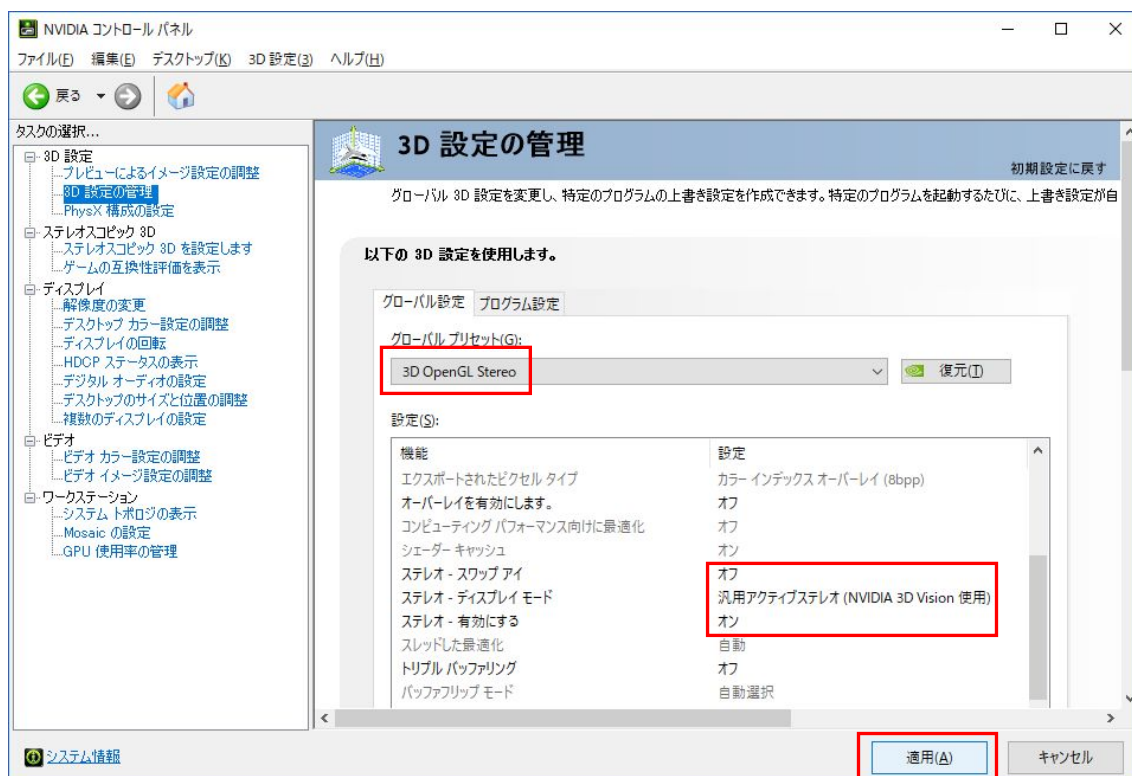 NVIDIA コントロール パネル
ファイル(F) 編集(E) デスクトップ(K) 3D 設定(3) ヘルプ(H)
戻る
タスクの選択...
3D 設定
プレビューによるイメージ設定の調整
3D 設定の管理
PhysX 構成の設定
ステレオスコピック 3D
ステレオスコピック 3D を設定します
ゲームの互換性評価を表示
ディスプレイ
解像度の変更
デスクトップ カラー設定の調整
ディスプレイの回転
HDCP ステータスの表示
デジタル オーディオの設定
デスクトップのサイズと位置の調整
複数のディスプレイの設定
ビデオ
ビデオ カラー設定の調整
ビデオ イメージ設定の調整
ワークステーション
システム トポロジの表示
Mosaic の設定
GPU 使用率の管理
システム情報
3D 設定の管理
初期設定に戻す
グローバル 3D 設定を変更し、特定のプログラムの上書き設定を作成できます。特定のプログラムを起動するたびに、上書き設定が自
以下の 3D 設定を使用します。
グローバル設定 プログラム設定
グローバル プリセット(G):
3D OpenGL Stereo 復元(T)
設定(S):
機能 設定
エクスポートされたピクセル タイプ カラー インデックス オーバーレイ (8bpp)
オーバーレイを有効にします。 オフ
コンピューティング パフォーマンス向けに最適化 オフ
シェーダー キャッシュ オン
ステレオ - スワップ アイ オフ
ステレオ - ディスプレイ モード 汎用アクティブステレオ (NVIDIA 3D Vision 使用)
ステレオ - 有効にする オン
スレッドした最適化 自動
トリプル バッファリング オフ
バッファフリップ モード 自動選択
適用(A) キャンセル